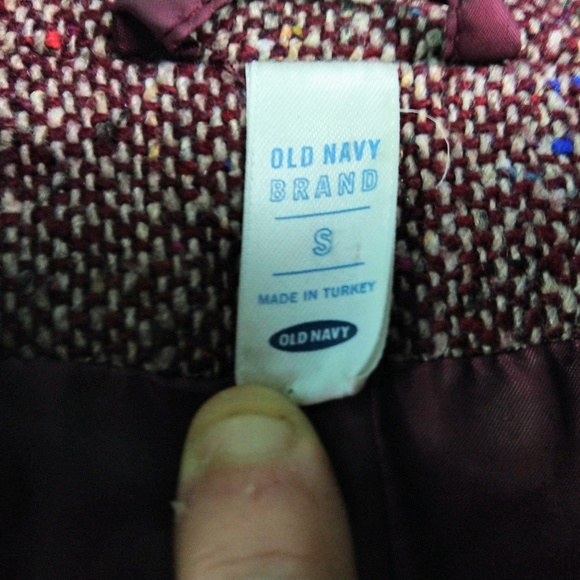 OLD NAVY
BRAND
S
MADE IN TURKEY
OLD NAVY